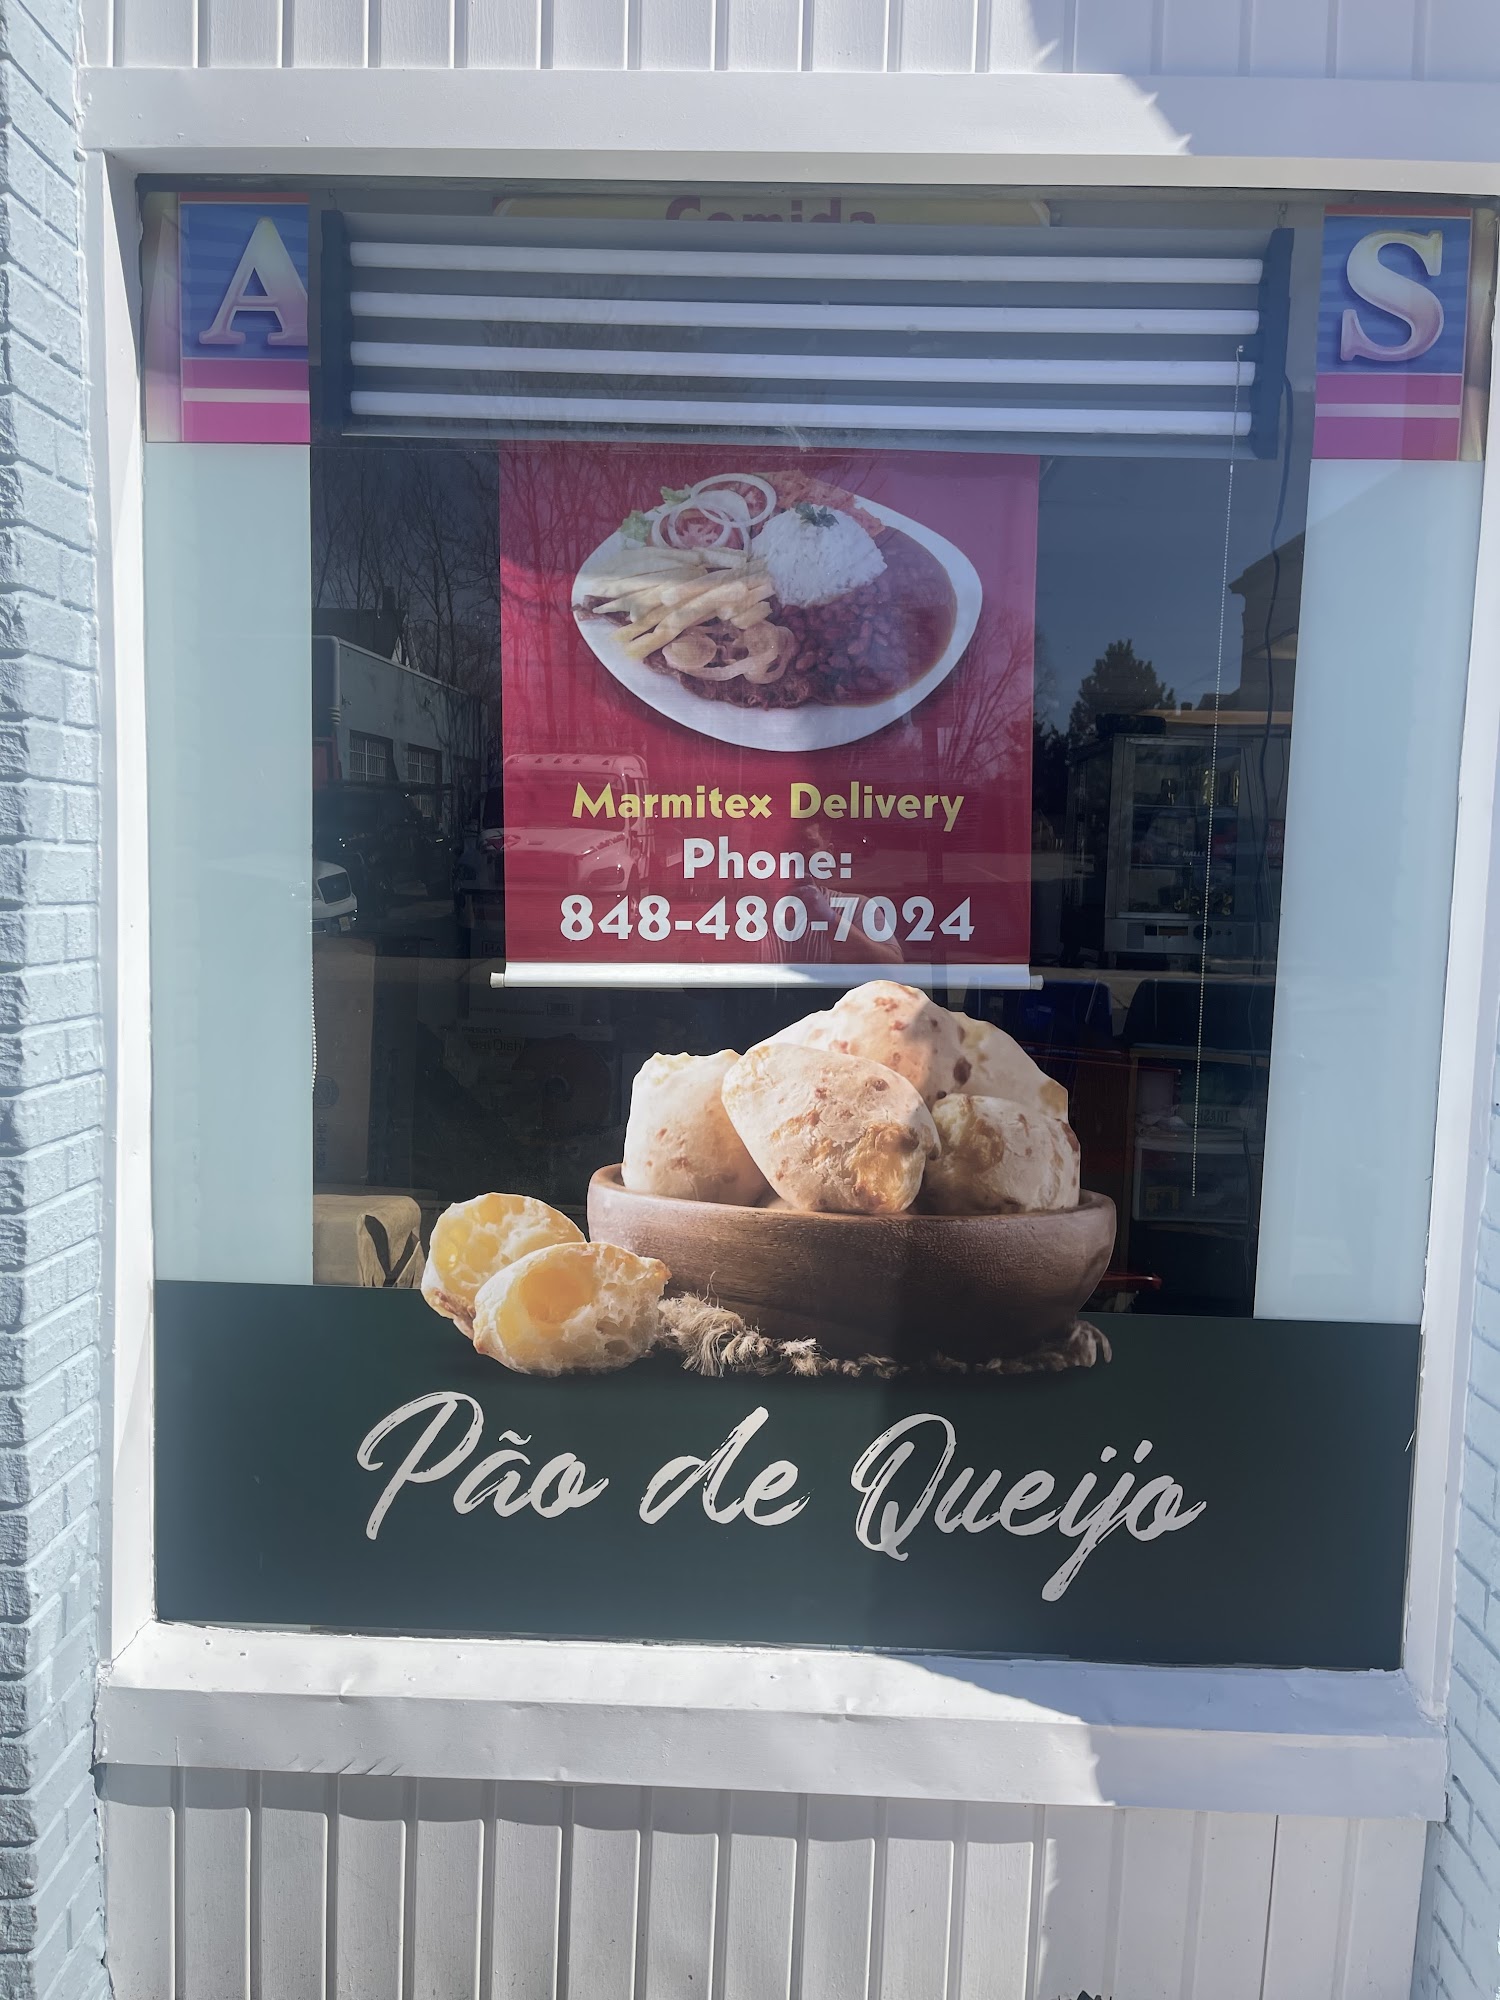 Comida
A
S
Marmitex Delivery
Phone:
848-480-7024
Pão de Queijo